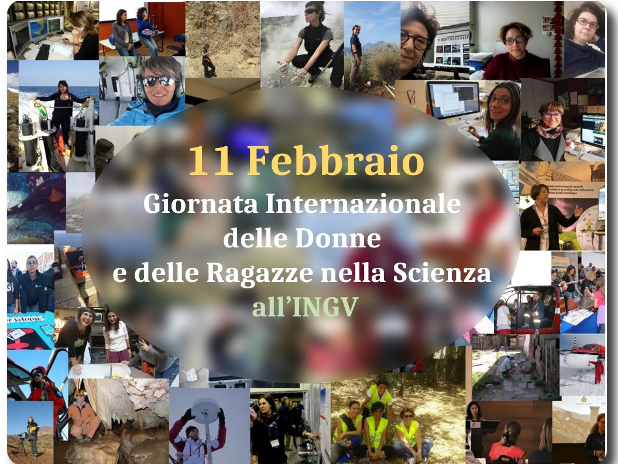 11 Febbraio
Giornata Internazionale
delle Donne
e delle Ragazze nella Scienza
all'INGV